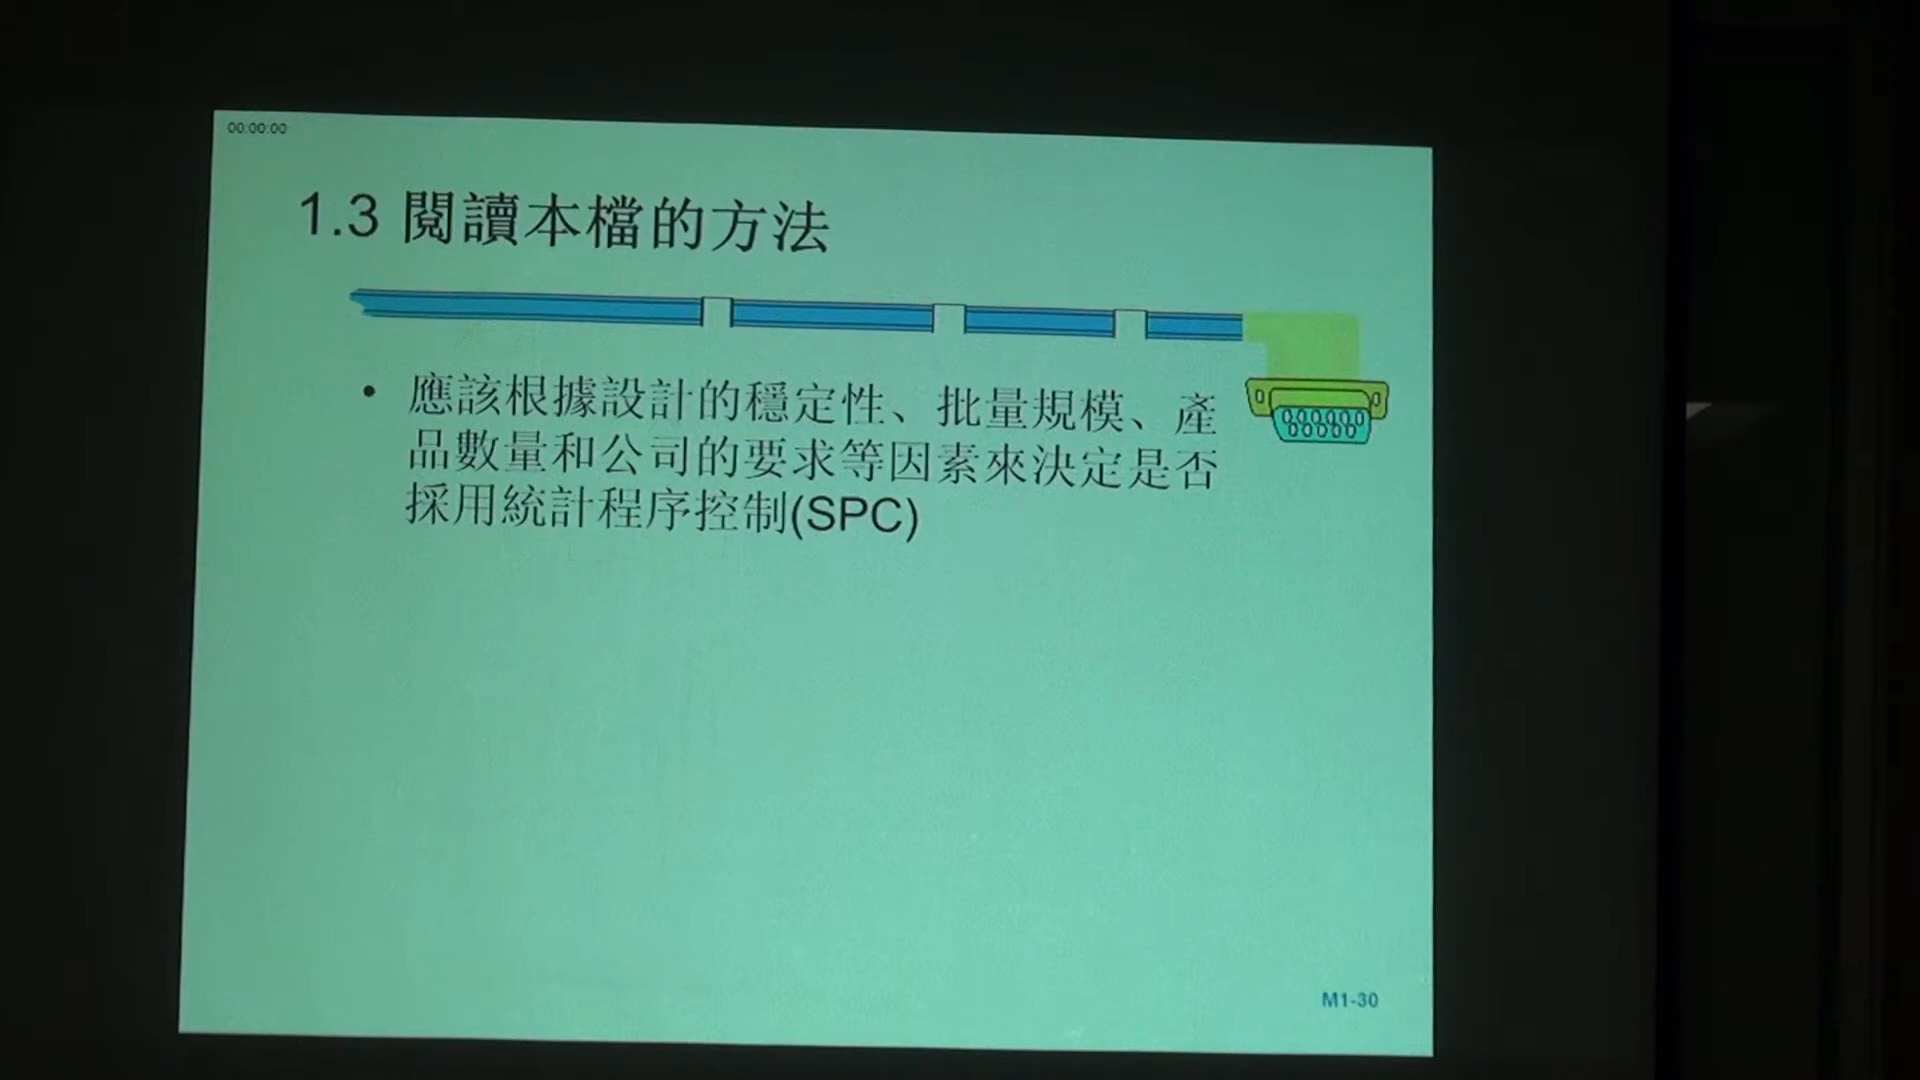 00:00:00
1.3 閱讀本檔的方法
• 應該根據設計的穩定性、批量規模、產
品數量和公司的要求等因素來決定是否
採用統計程序控制(SPC)
M1-30